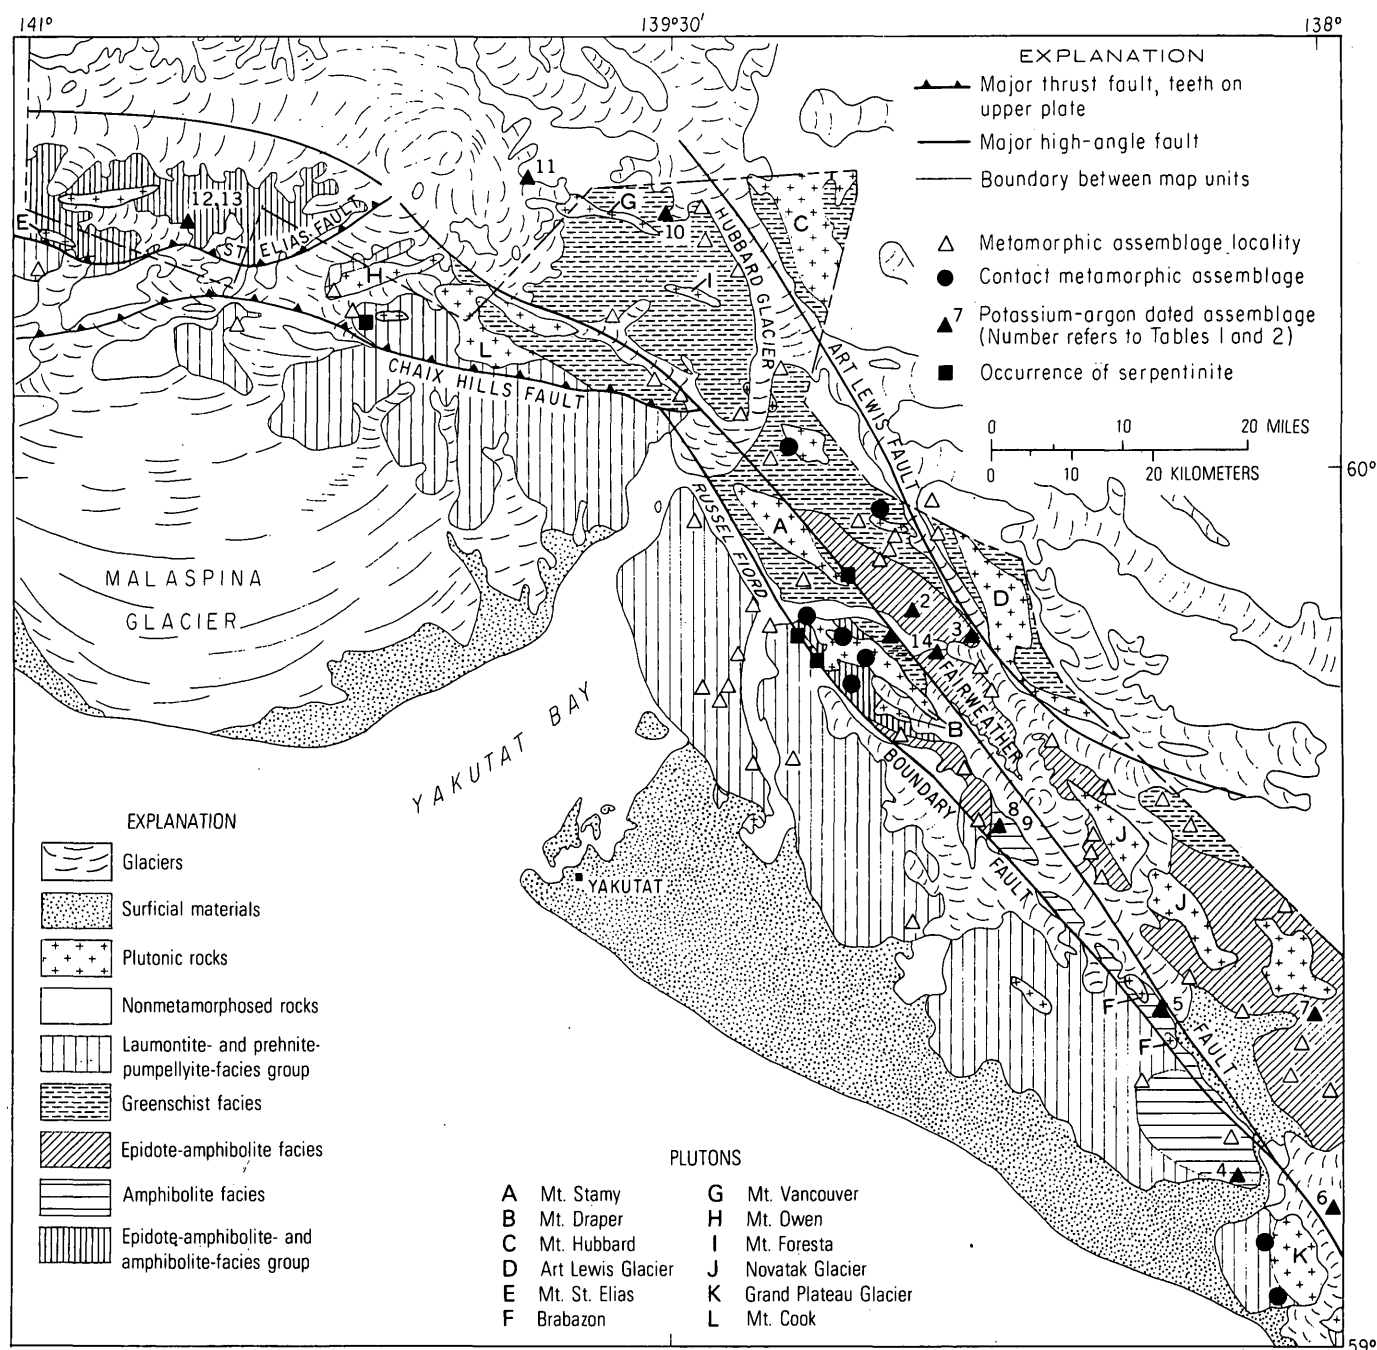 141°
139°30'
138°
EXPLANATION
Major thrust fault, teeth on
upper plate
Major high-angle fault
Boundary between map units
Metamorphic assemblage locality
Contact metamorphic assemblage
7 Potassium-argon dated assemblage
(Number refers to Tables 1 and 2)
Occurrence of serpentinite
0 10 20 MILES
0 10 20 KILOMETERS
60°
11
12,13
E
ST. ELIAS FAULT
G
10
HUBBARD GLACIER
C
H
I
L
CHAIX HILLS FAULT
ART LEWIS FAULT
RUSSELL FIORD
A
MALASPINA
GLACIER
2
3
14
D
FAIRWEATHER
B
BOUNDARY
YAKUTAT BAY
8
9
FAULT
J
J
YAKUTAT
F
5
F
FAULT
7
4
6
K
59°
EXPLANATION
Glaciers
Surficial materials
Plutonic rocks
Nonmetamorphosed rocks
Laumontite- and prehnite-
pumpellyite-facies group
Greenschist facies
Epidote-amphibolite facies
Amphibolite facies
Epidote-amphibolite- and
amphibolite-facies group
PLUTONS
A Mt. Stamy
B Mt. Draper
C Mt. Hubbard
D Art Lewis Glacier
E Mt. St. Elias
F Brabazon
G Mt. Vancouver
H Mt. Owen
I Mt. Foresta
J Novatak Glacier
K Grand Plateau Glacier
L Mt. Cook